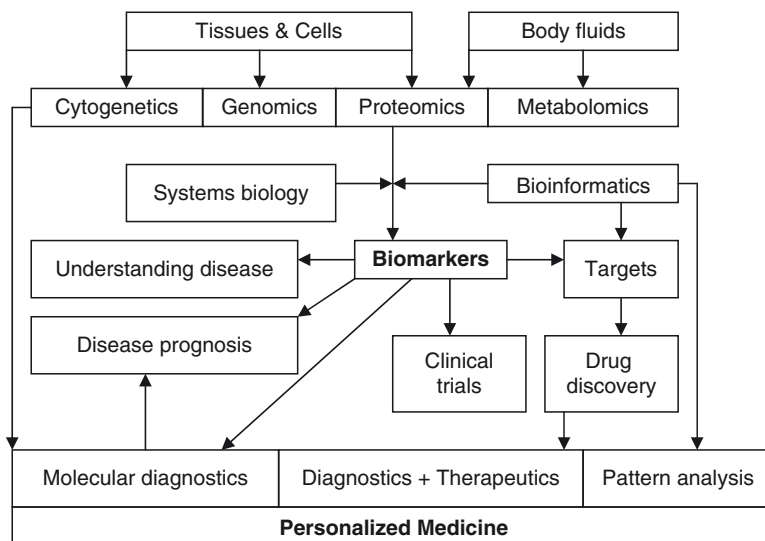 Tissues & Cells
Body fluids
Cytogenetics
Genomics
Proteomics
Metabolomics
Systems biology
Bioinformatics
Understanding disease
Biomarkers
Targets
Disease prognosis
Clinical
trials
Drug
discovery
Molecular diagnostics
Diagnostics + Therapeutics
Pattern analysis
Personalized Medicine